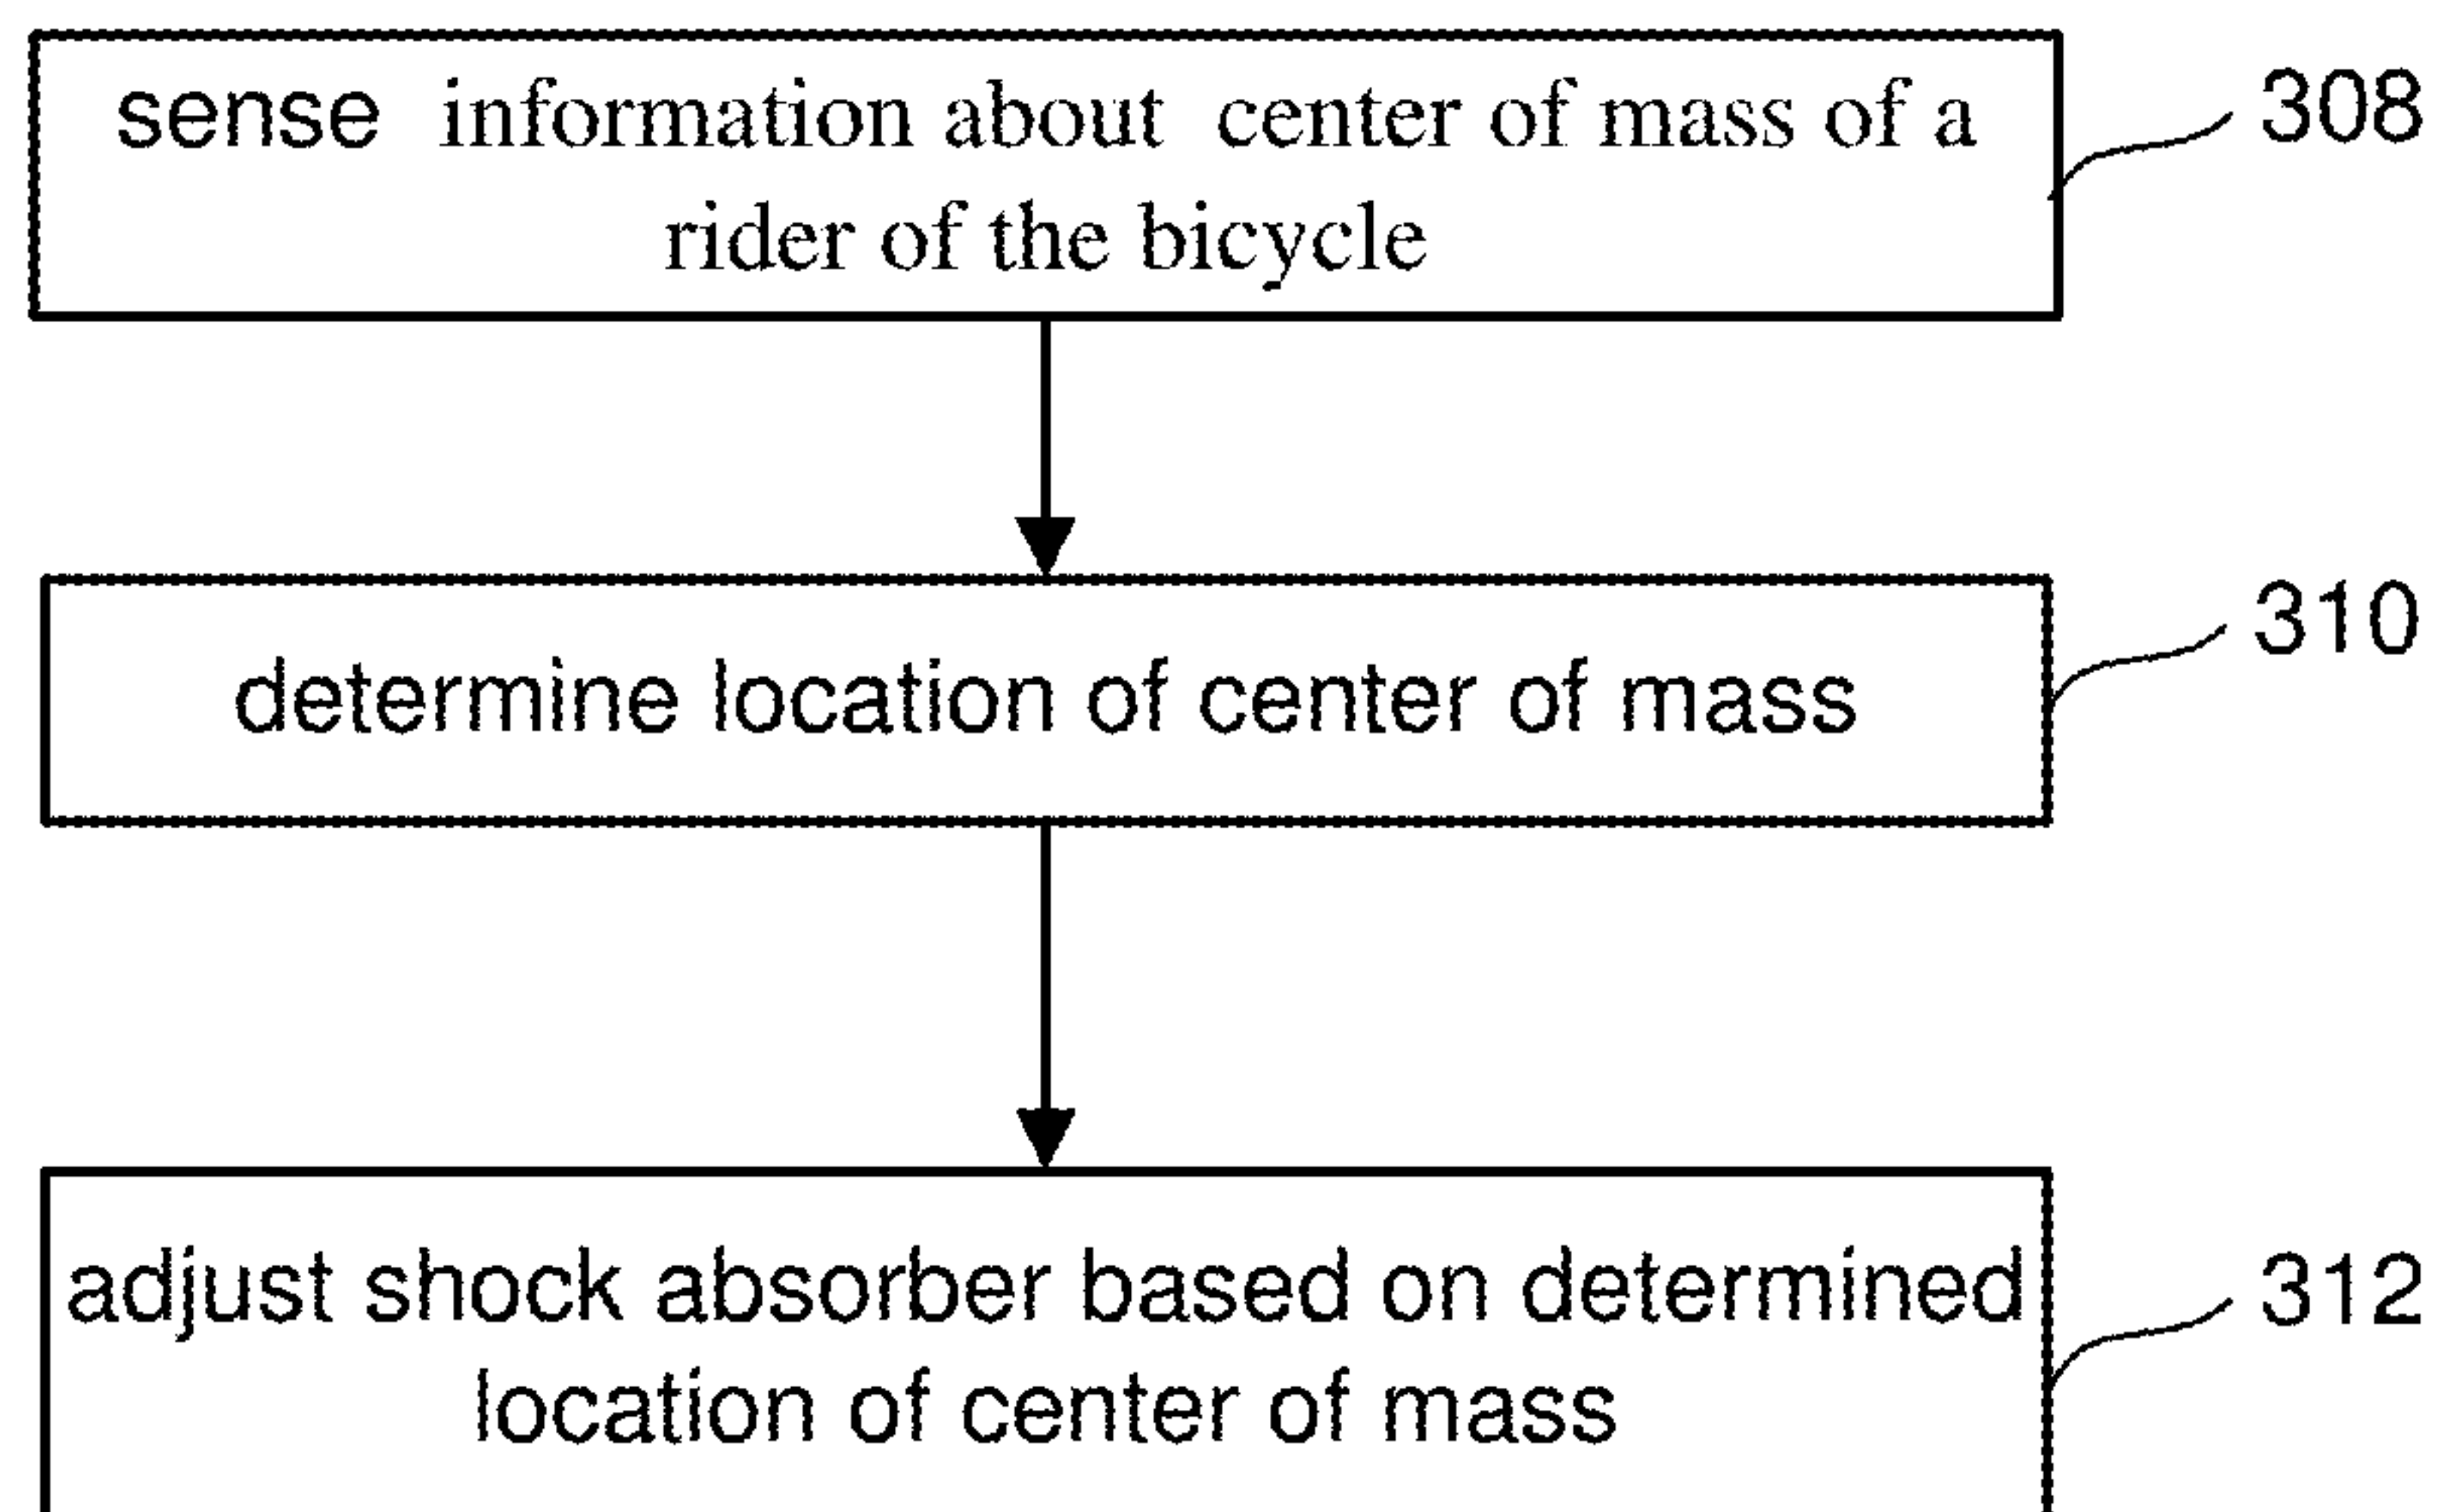 sense information about center of mass of a
rider of the bicycle
308
determine location of center of mass
310
adjust shock absorber based on determined
location of center of mass
312